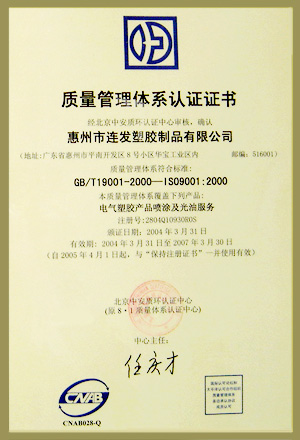 质量管理体系认证证书
经北京中安质环认证中心审核，确认
惠州市连发塑胶制品有限公司
(地址:广东省惠州市平南开发区8号小区华宝工业区内 邮编:516001)
质量管理体系符合标准:
GB/T19001-2000—ISO9001:2000
本质量管理体系覆盖下列产品:
电气塑胶产品喷涂及光油服务
注册号:2804Q10930R0S
颁证日期:2004年3月31日
有效期:2004年3月31日至2007年3月30日
(自2005年4月1日起,与“保持注册证书”一并使用有效)
北京中安质环认证中心
(原8·1质量体系认证中心)
中心主任:
任庆才
CNAB
CNAB028-Q